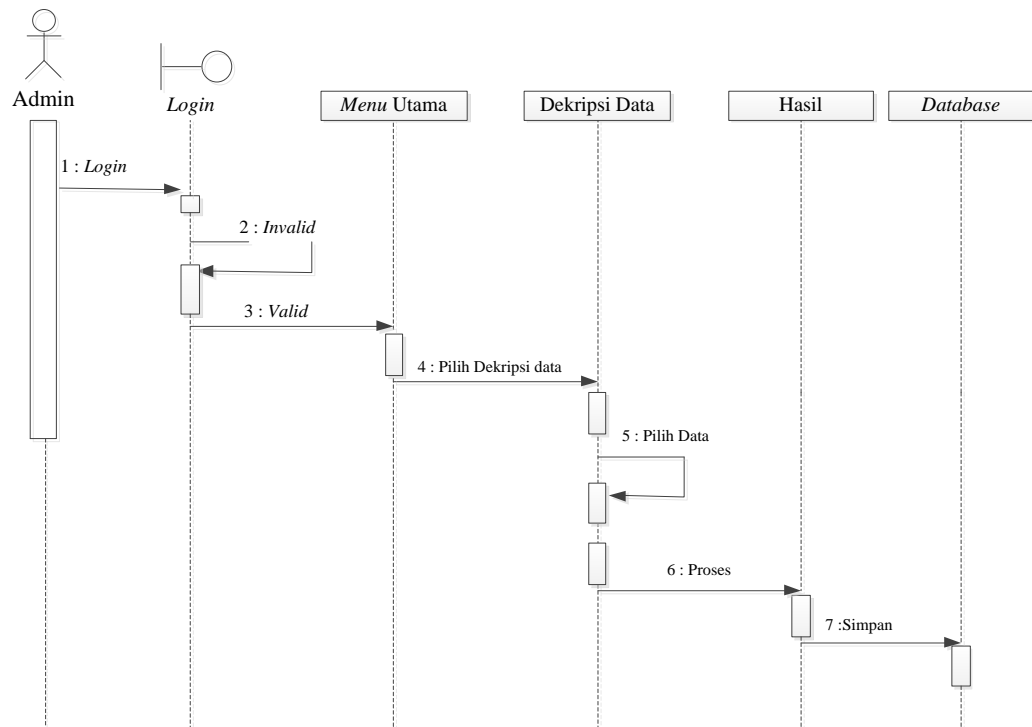 Admin
Login
Menu Utama
Dekripsi Data
Hasil
Database
1 : Login
2 : Invalid
3 : Valid
4 : Pilih Dekripsi data
5 : Pilih Data
6 : Proses
7 :Simpan